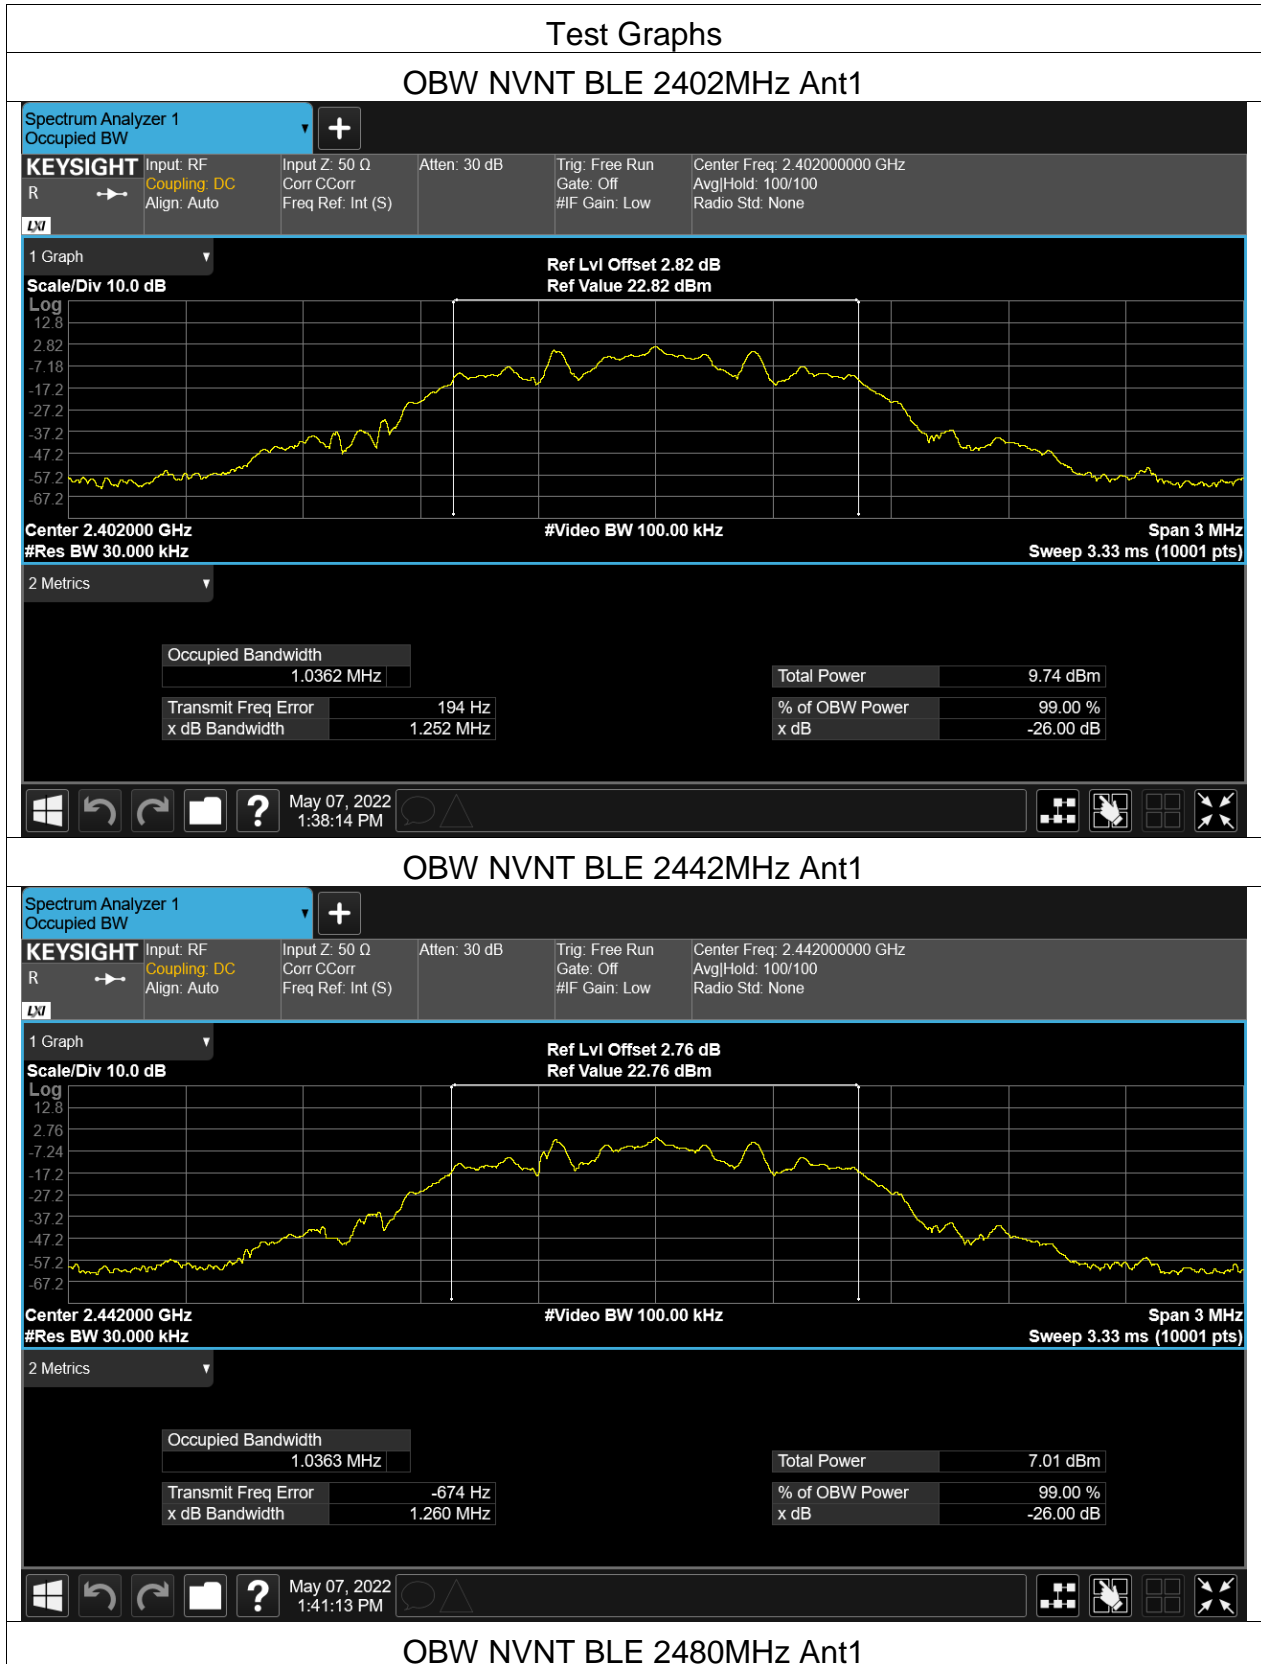 Test Graphs
OBW NVNT BLE 2402MHz Ant1
Spectrum Analyzer 1
Occupied BW
KEYSIGHT
R
LXI
Input: RF
Coupling: DC
Align: Auto
Input Z: 50 Ω
Corr CCorr
Freq Ref: Int (S)
Atten: 30 dB
Trig: Free Run
Gate: Off
#IF Gain: Low
Center Freq: 2.402000000 GHz
Avg|Hold: 100/100
Radio Std: None
1 Graph
Ref Lvl Offset 2.82 dB
Scale/Div 10.0 dB
Ref Value 22.82 dBm
Log
12.8
2.82
-7.18
-17.2
-27.2
-37.2
-47.2
-57.2
-67.2
Center 2.402000 GHz
#Video BW 100.00 kHz
Span 3 MHz
#Res BW 30.000 kHz
Sweep 3.33 ms (10001 pts)
2 Metrics
Occupied Bandwidth
1.0362 MHz
Total Power 9.74 dBm
Transmit Freq Error 194 Hz
% of OBW Power 99.00 %
x dB Bandwidth 1.252 MHz
x dB -26.00 dB
?
May 07, 2022
1:38:14 PM
OBW NVNT BLE 2442MHz Ant1
Spectrum Analyzer 1
Occupied BW
KEYSIGHT
R
LXI
Input: RF
Coupling: DC
Align: Auto
Input Z: 50 Ω
Corr CCorr
Freq Ref: Int (S)
Atten: 30 dB
Trig: Free Run
Gate: Off
#IF Gain: Low
Center Freq: 2.442000000 GHz
Avg|Hold: 100/100
Radio Std: None
1 Graph
Ref Lvl Offset 2.76 dB
Scale/Div 10.0 dB
Ref Value 22.76 dBm
Log
12.8
2.76
-7.24
-17.2
-27.2
-37.2
-47.2
-57.2
-67.2
Center 2.442000 GHz
#Video BW 100.00 kHz
Span 3 MHz
#Res BW 30.000 kHz
Sweep 3.33 ms (10001 pts)
2 Metrics
Occupied Bandwidth
1.0363 MHz
Total Power 7.01 dBm
Transmit Freq Error -674 Hz
% of OBW Power 99.00 %
x dB Bandwidth 1.260 MHz
x dB -26.00 dB
?
May 07, 2022
1:41:13 PM
OBW NVNT BLE 2480MHz Ant1